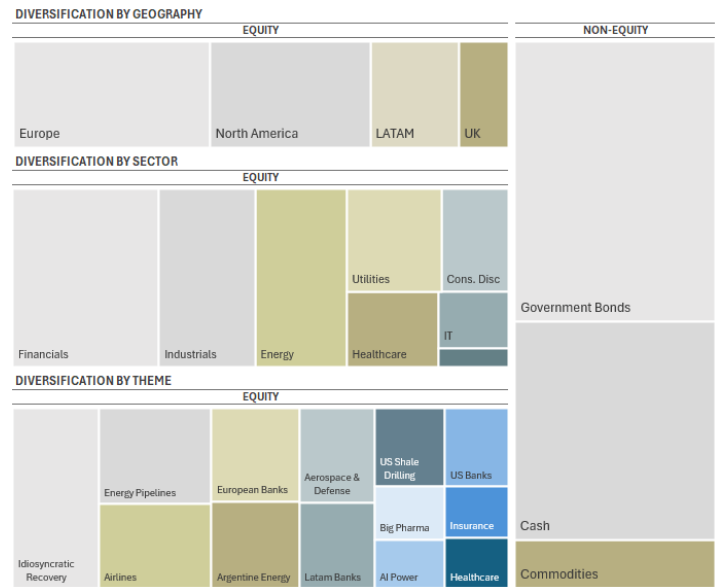 DIVERSIFICATION BY GEOGRAPHY
EQUITY
Europe
North America
LATAM
UK
DIVERSIFICATION BY SECTOR
EQUITY
Financials
Industrials
Energy
Utilities
Cons. Disc
Healthcare
IT
DIVERSIFICATION BY THEME
EQUITY
Idiosyncratic
Recovery
Energy Pipelines
Airlines
European Banks
Argentine Energy
Aerospace &
Defense
Latam Banks
US Shale
Drilling
Big Pharma
AI Power
US Banks
Insurance
Healthcare
NON-EQUITY
Government Bonds
Cash
Commodities